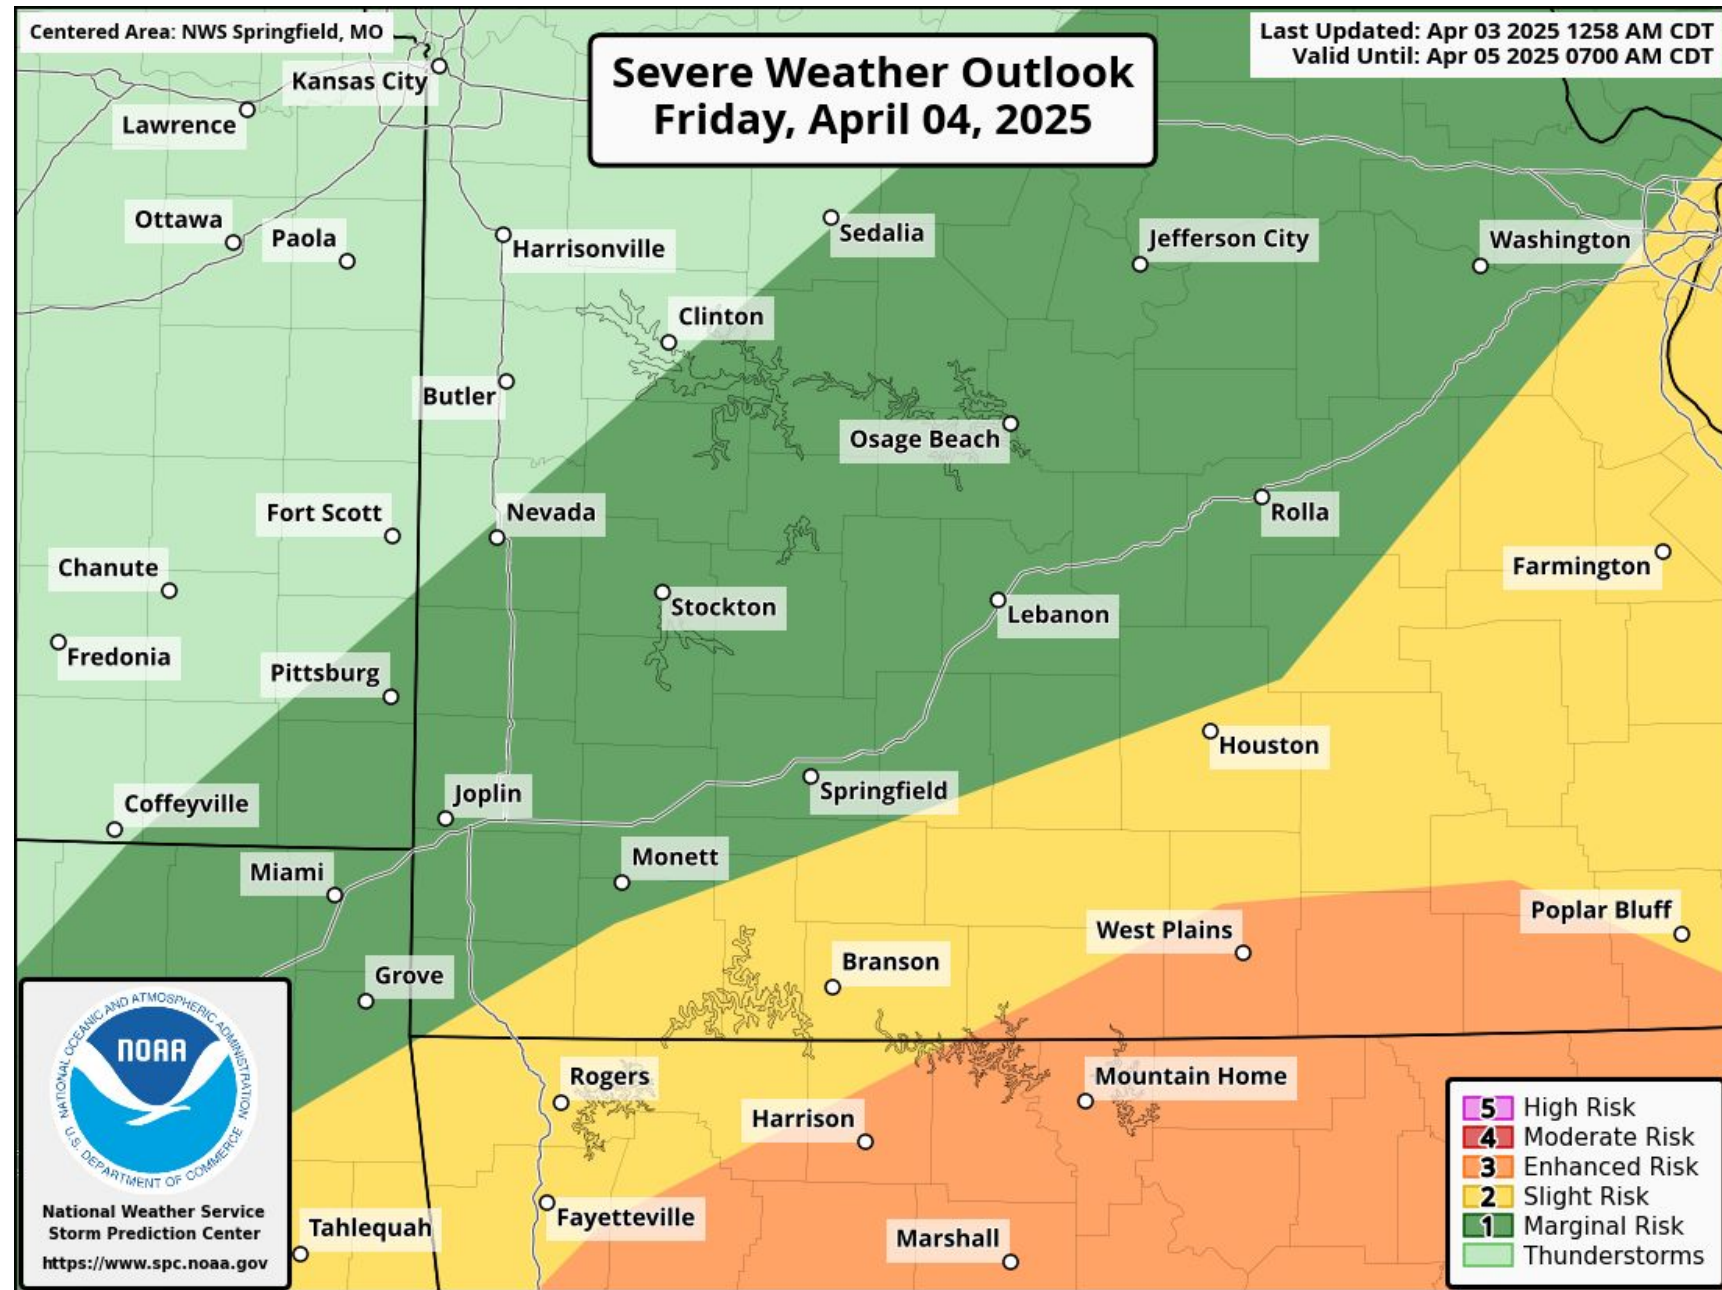 Centered Area: NWS Springfield, MO
Last Updated: Apr 03 2025 1258 AM CDT
Valid Until: Apr 05 2025 0700 AM CDT
Severe Weather Outlook
Friday, April 04, 2025
Kansas City
Lawrence
Ottawa
Paola
Harrisonville
Sedalia
Jefferson City
Washington
Clinton
Butler
Osage Beach
Fort Scott
Nevada
Rolla
Chanute
Farmington
Stockton
Lebanon
Fredonia
Pittsburg
Houston
Coffeyville
Joplin
Springfield
Monett
Miami
Poplar Bluff
West Plains
Branson
Grove
Rogers
Mountain Home
Harrison
Fayetteville
Tahlequah
Marshall
NATIONAL OCEANIC AND ATMOSPHERIC ADMINISTRATION
NOAA
U.S. DEPARTMENT OF COMMERCE
National Weather Service
Storm Prediction Center
https://www.spc.noaa.gov
5 High Risk
4 Moderate Risk
3 Enhanced Risk
2 Slight Risk
1 Marginal Risk
Thunderstorms